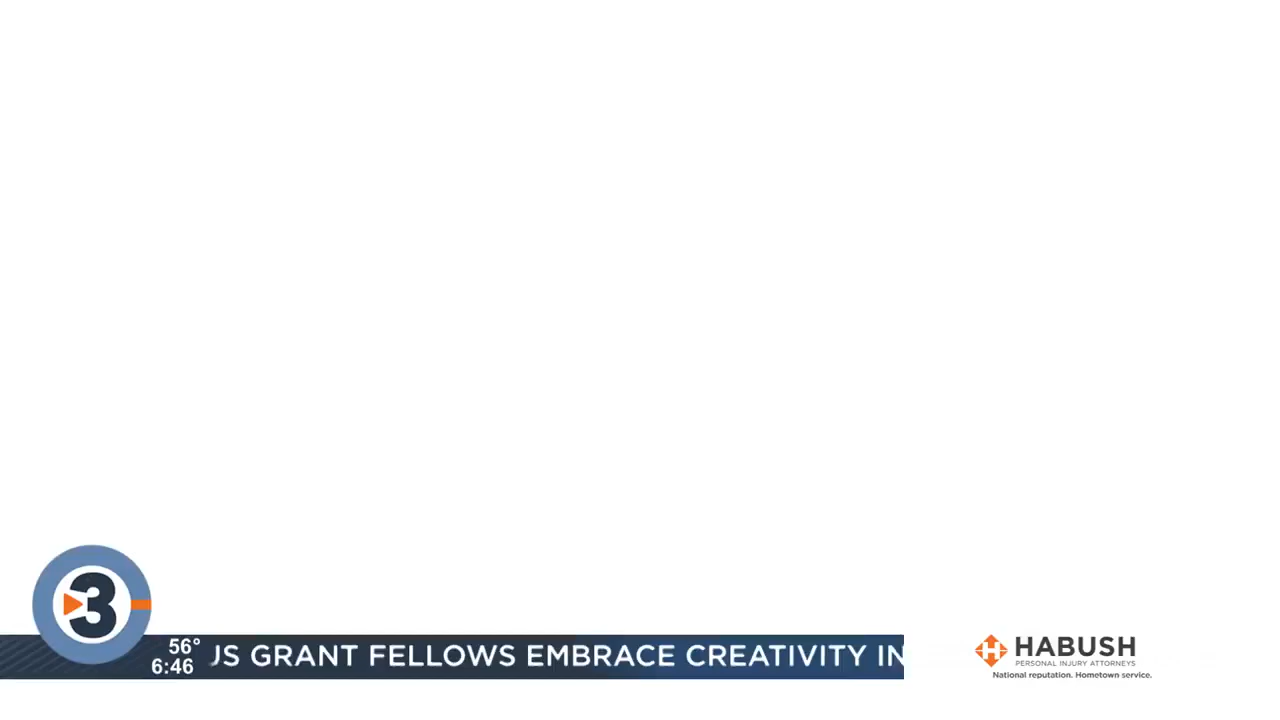 3
56°
6:46
JS GRANT FELLOWS EMBRACE CREATIVITY IN
HABUSH
PERSONAL INJURY ATTORNEYS
National reputation. Hometown service.